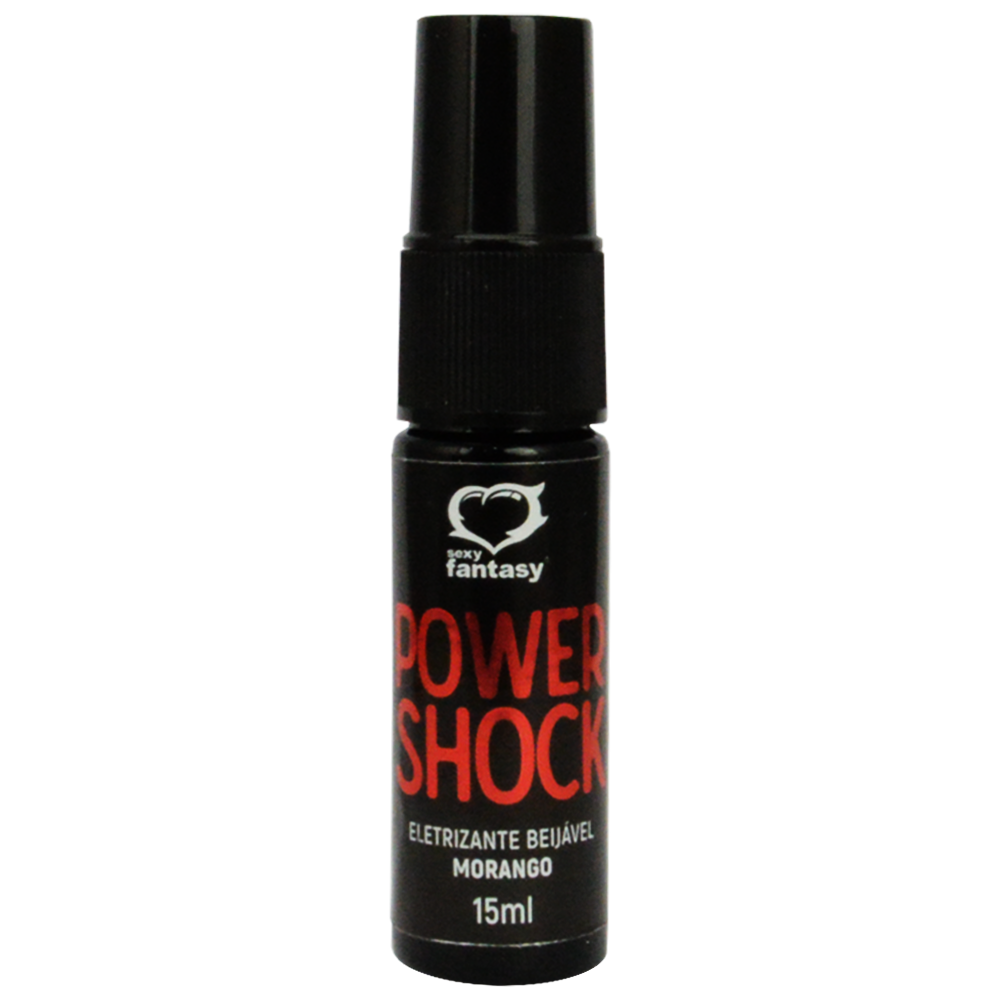 sexy
fantasy
POWER
SHOCK
ELETRIZANTE BEIJÁVEL
MORANGO
15ml